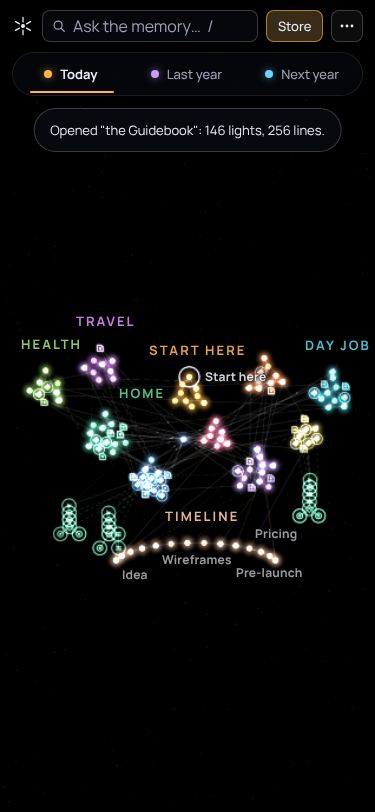 Ask the memory... /
Store
Today
Last year
Next year
Opened "the Guidebook": 146 lights, 256 lines.
TRAVEL
HEALTH
START HERE
DAY JOB
Start here
HOME
TIMELINE
Pricing
Wireframes
Idea
Pre-launch